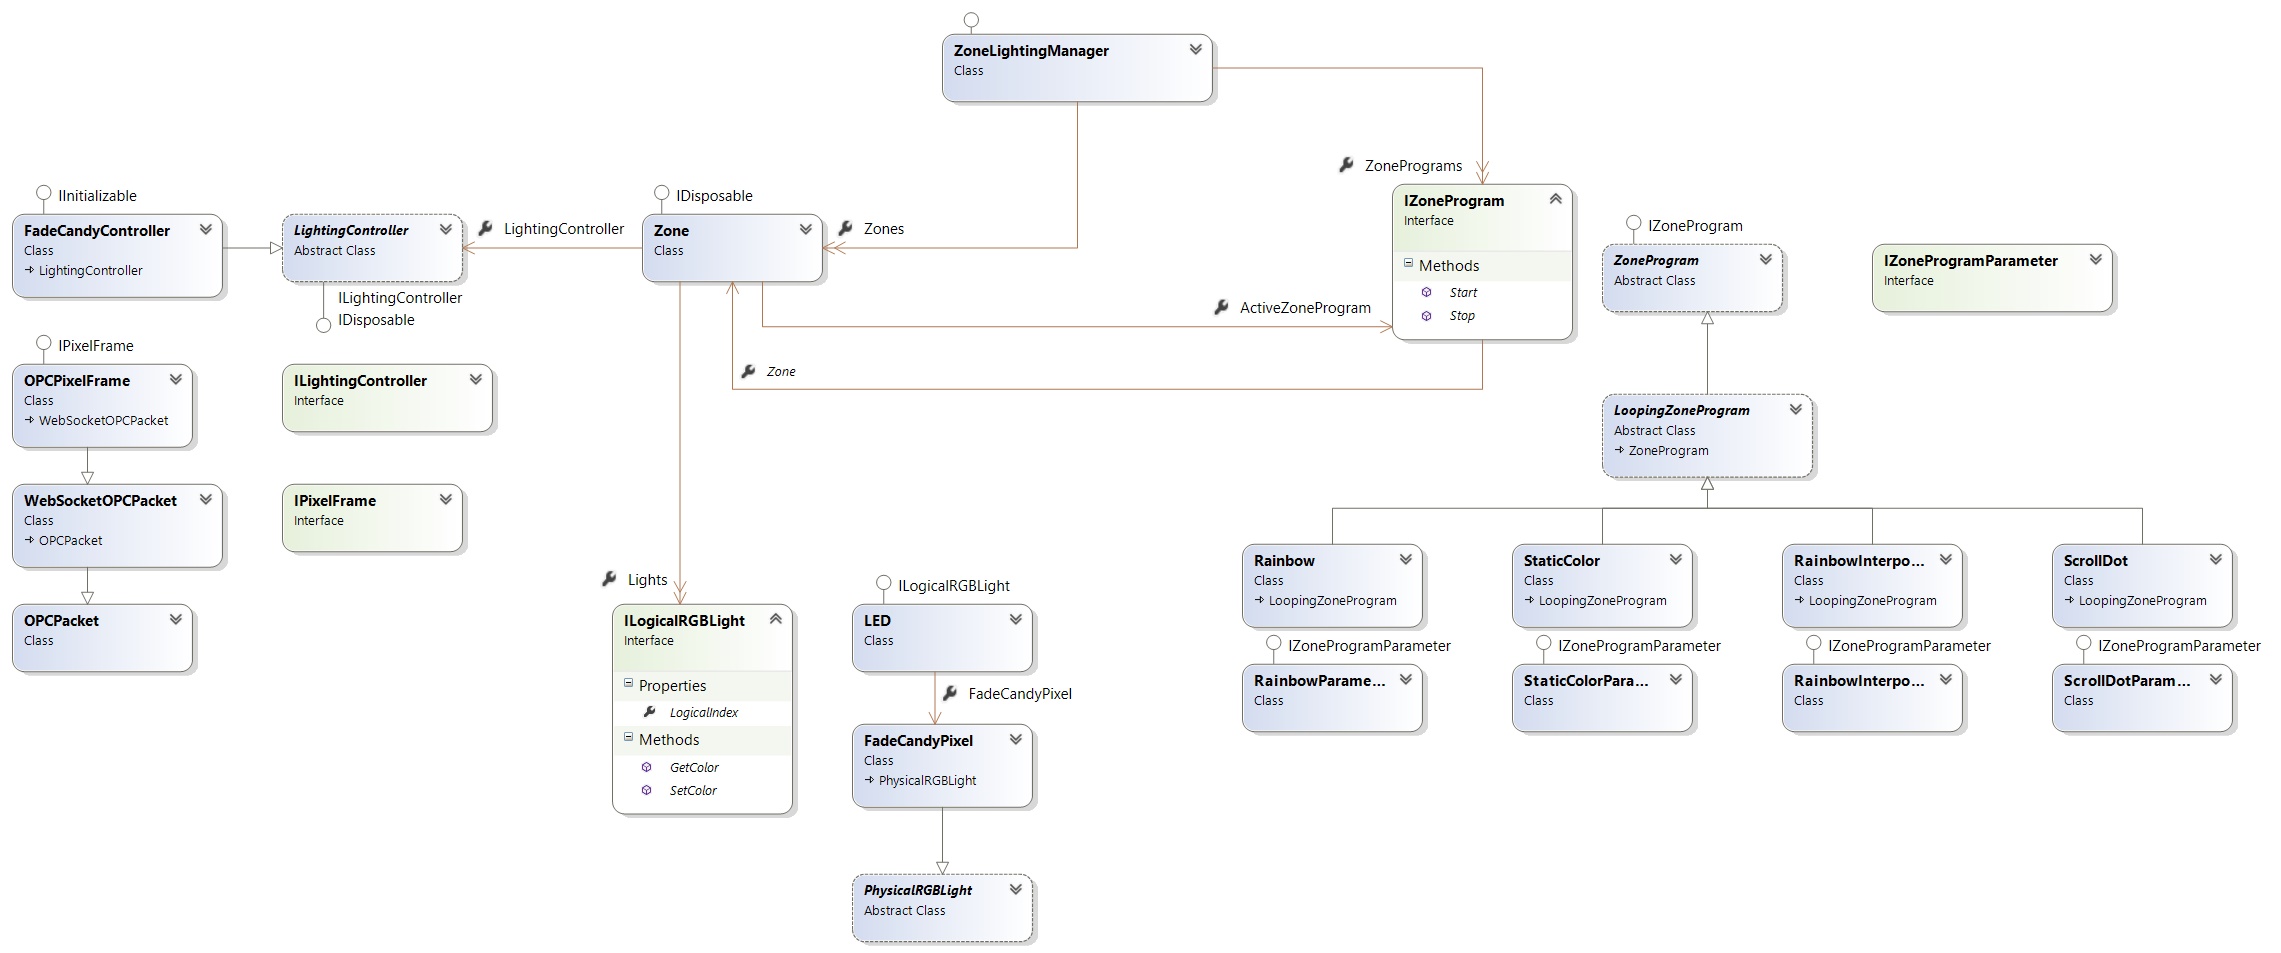 ZoneLightingManager
Class
ZonePrograms
IInitializable
FadeCandyController
Class
LightingController
LightingController
Abstract Class
ILightingController
IDisposable
LightingController
IDisposable
Zone
Class
Zones
IZoneProgram
Interface
Methods
Start
Stop
ActiveZoneProgram
Zone
IZoneProgram
ZoneProgram
Abstract Class
IZoneProgramParameter
Interface
IPixelFrame
OPCPixelFrame
Class
WebSocketOPCPacket
ILightingController
Interface
LoopingZoneProgram
Abstract Class
ZoneProgram
WebSocketOPCPacket
Class
OPCPacket
IPixelFrame
Interface
OPCPacket
Class
Lights
ILogicalRGBLight
Interface
Properties
LogicalIndex
Methods
GetColor
SetColor
ILogicalRGBLight
LED
Class
FadeCandyPixel
FadeCandyPixel
Class
PhysicalRGBLight
PhysicalRGBLight
Abstract Class
Rainbow
Class
LoopingZoneProgram
StaticColor
Class
LoopingZoneProgram
RainbowInterpo...
Class
LoopingZoneProgram
ScrollDot
Class
LoopingZoneProgram
IZoneProgramParameter
RainbowParame...
Class
IZoneProgramParameter
StaticColorPara...
Class
IZoneProgramParameter
RainbowInterpo...
Class
IZoneProgramParameter
ScrollDotParam...
Class